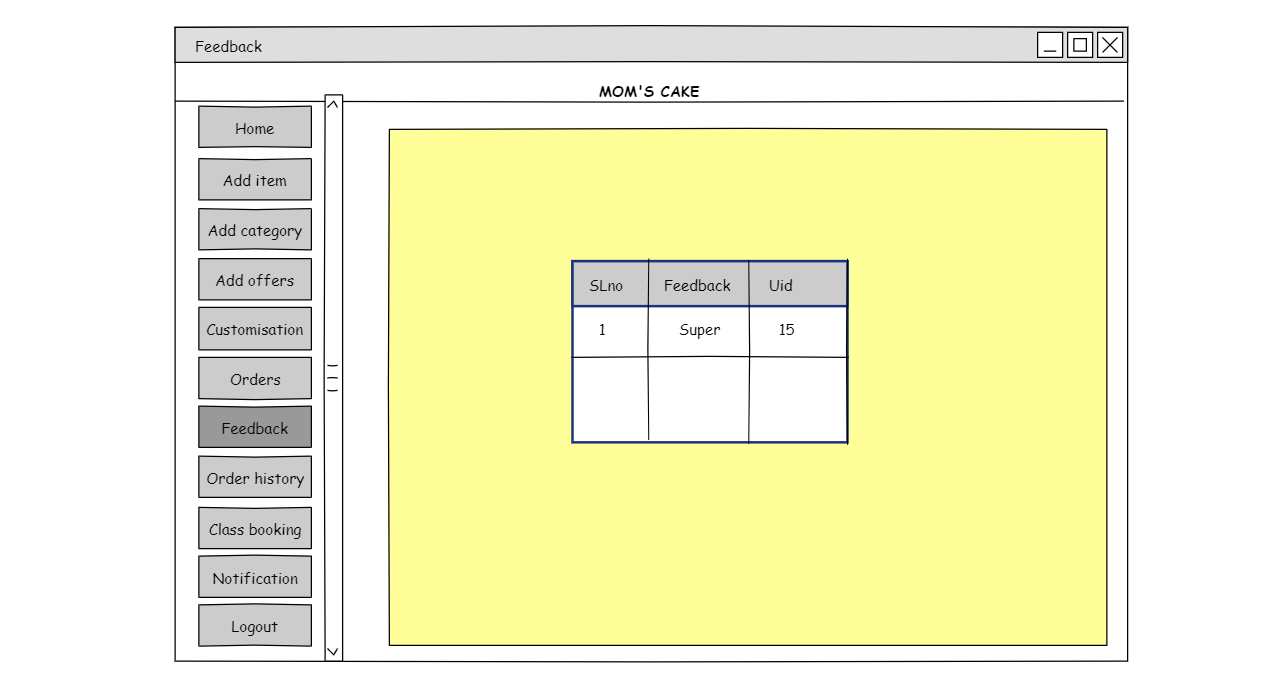 Feedback
MOM'S CAKE
Home
Add item
Add category
Add offers
Customisation
Orders
Feedback
Order history
Class booking
Notification
Logout
SLno Feedback Uid
1 Super 15